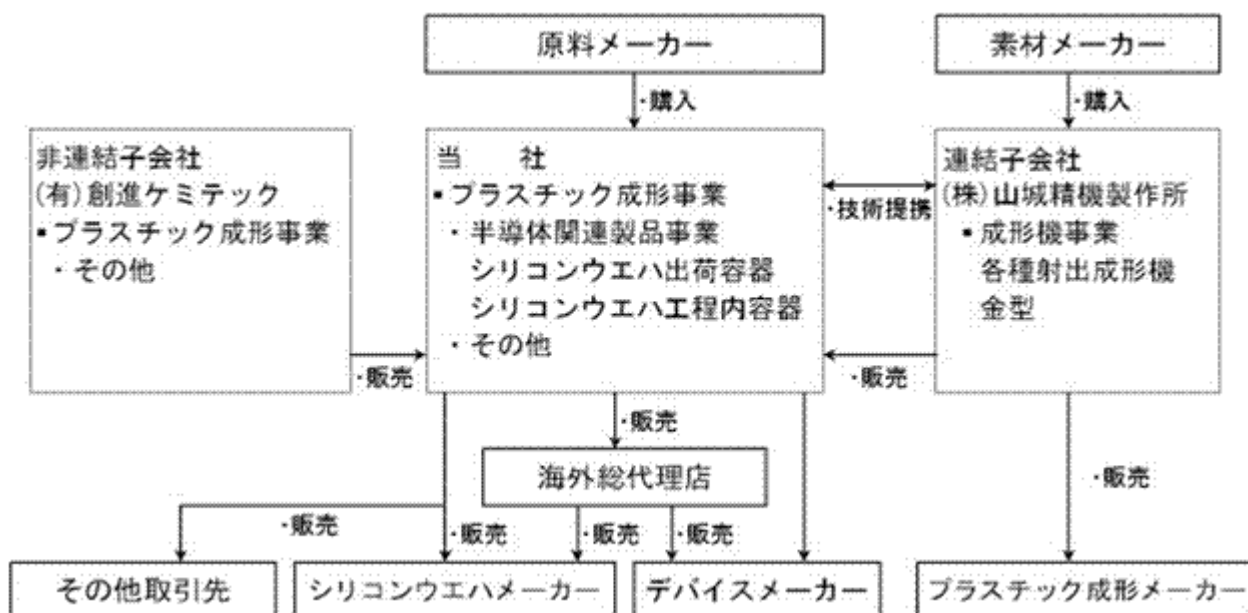 原料メーカー
素材メーカー
・購入
・購入
非連結子会社
(有)創進ケミテック
▪プラスチック成形事業
・その他
当 社
▪プラスチック成形事業
・半導体関連製品事業
シリコンウエハ出荷容器
シリコンウエハ工程内容器
・その他
・技術提携
連結子会社
(株)山城精機製作所
▪成形機事業
各種射出成形機
金型
・販売
・販売
・販売
海外総代理店
・販売
・販売
・販売
・販売
・販売
その他取引先
シリコンウエハメーカー
デバイスメーカー
プラスチック成形メーカー